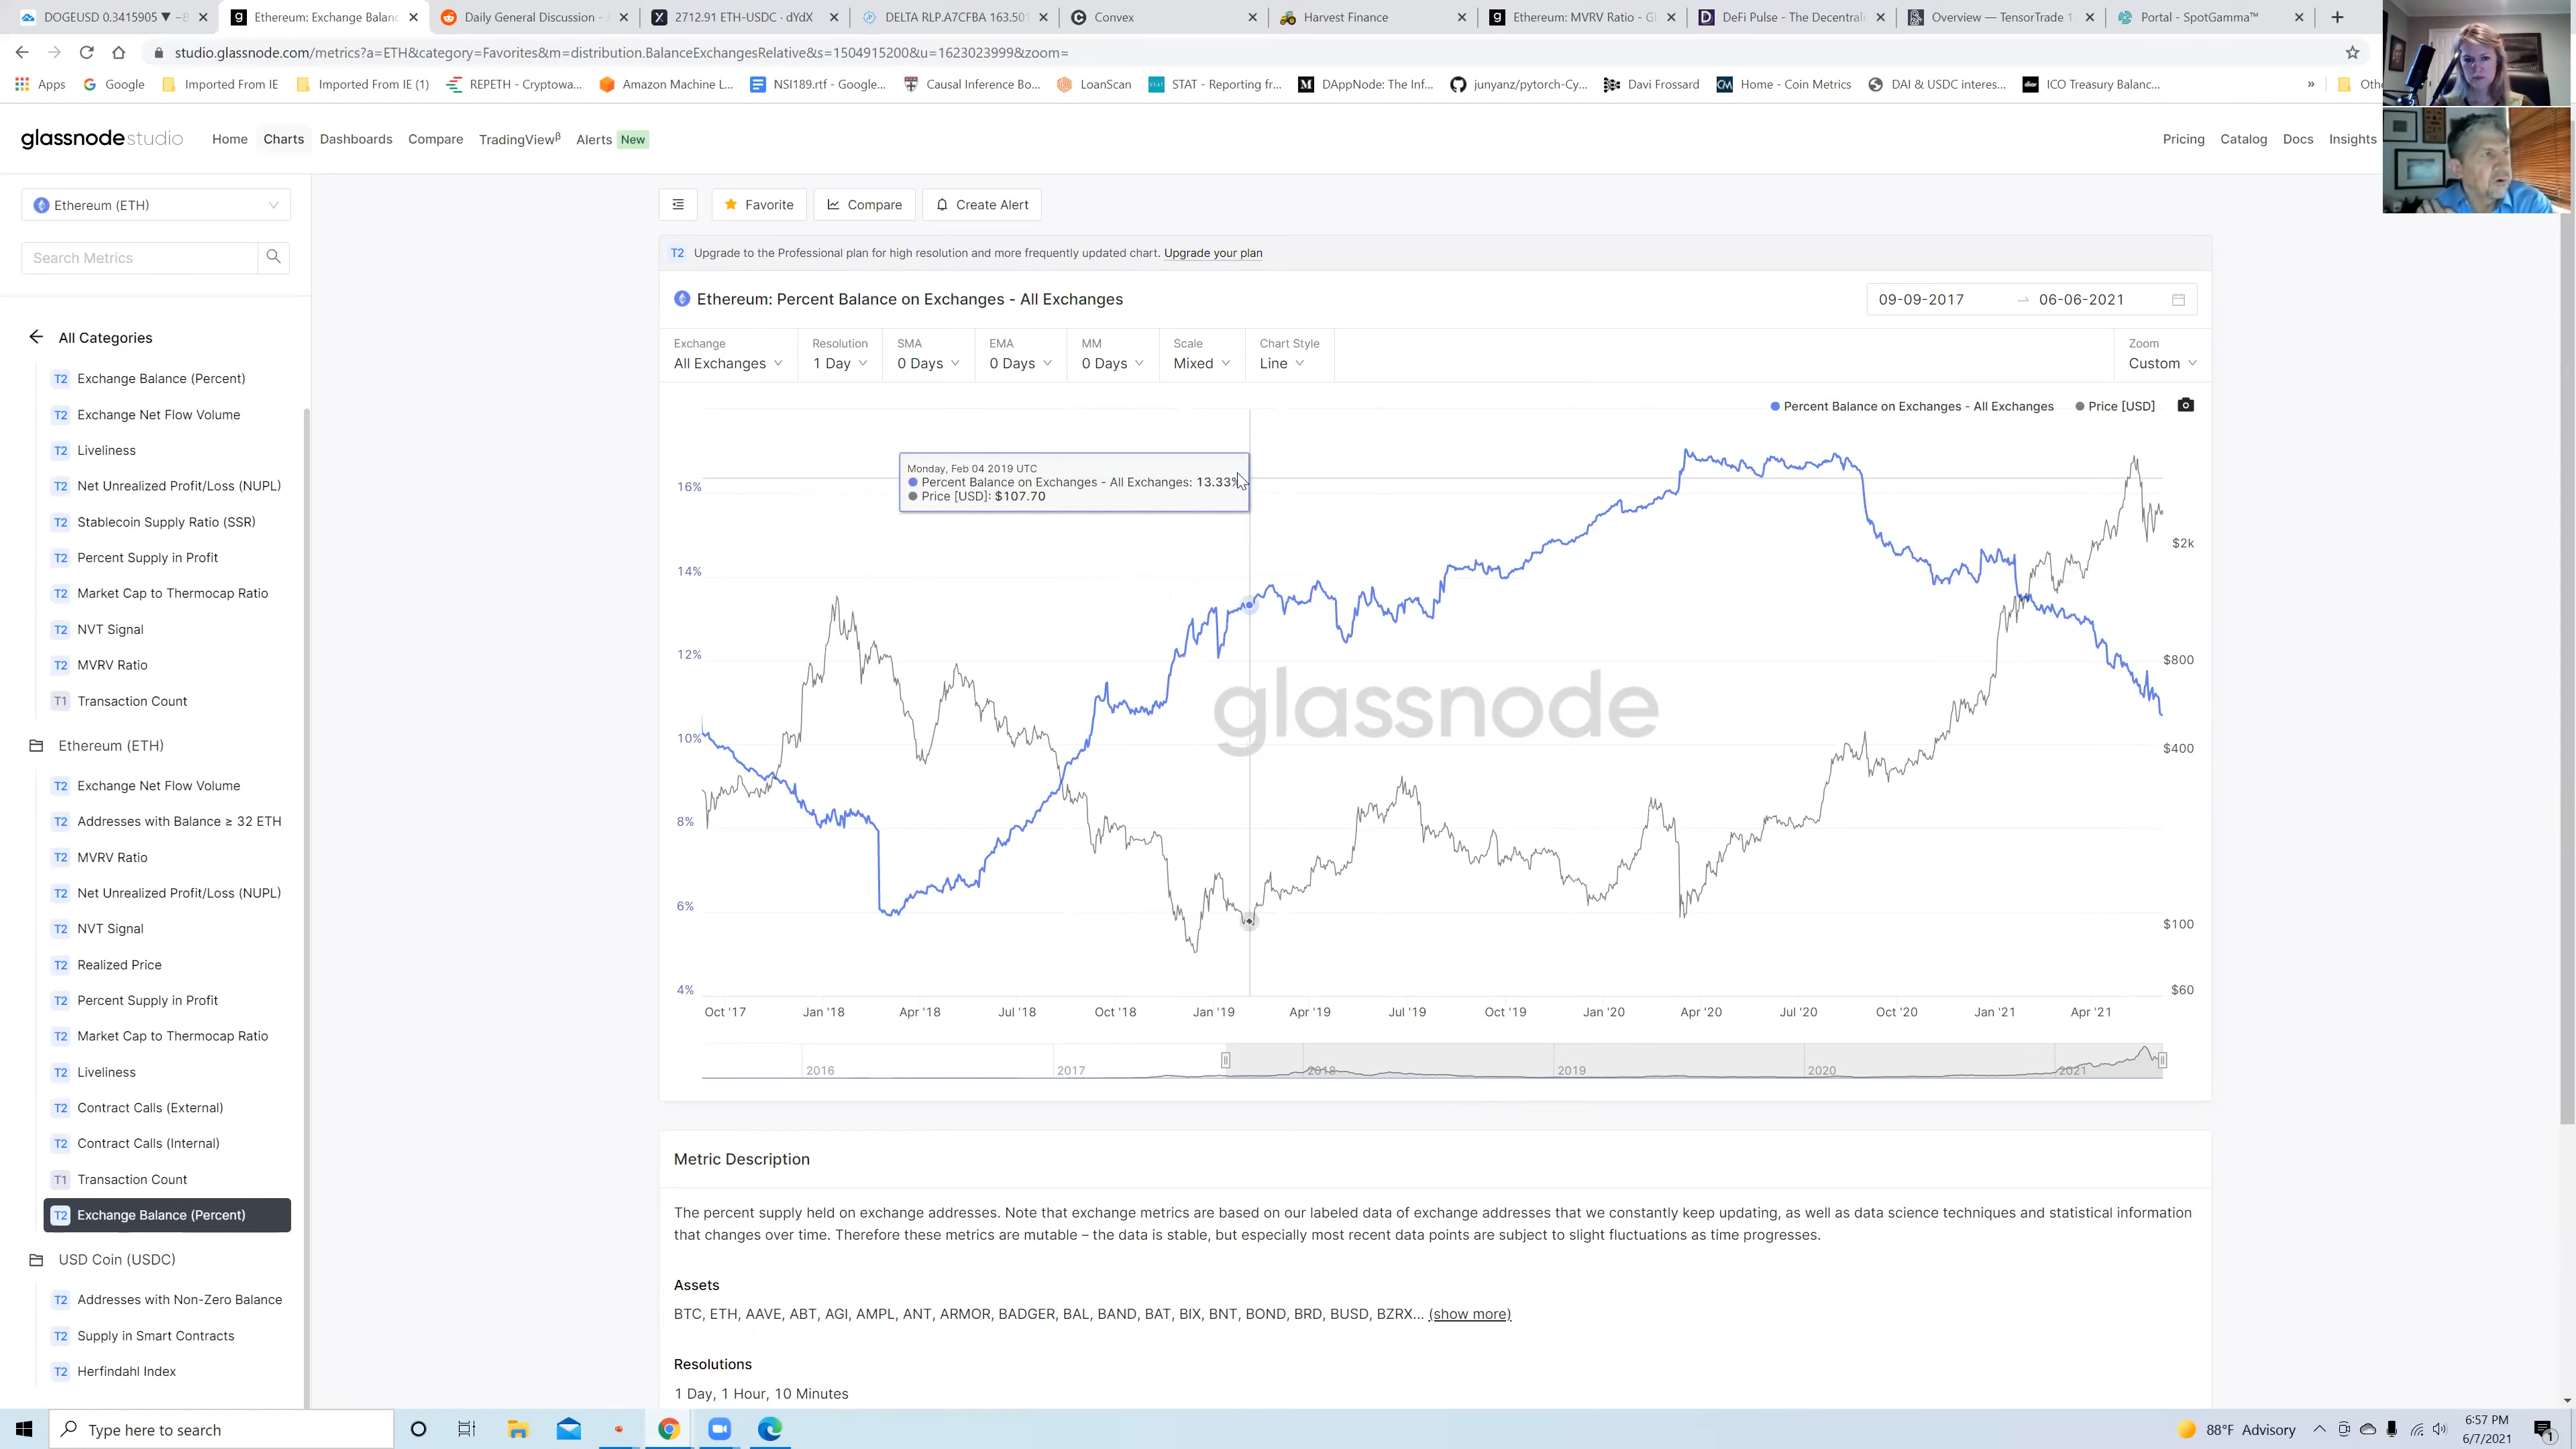 DOGEUSD 0.3415905 ▼ −8
Ethereum: Exchange Balanc
Daily General Discussion - J
2712.91 ETH-USDC · dYdX
DELTA RLP.A7CFBA 163.501
Convex
Harvest Finance
Ethereum: MVRV Ratio - Gl
DeFi Pulse - The Decentrali
Overview — TensorTrade 1
Portal - SpotGamma™
studio.glassnode.com/metrics?a=ETH&category=Favorites&m=distribution.BalanceExchangesRelative&s=1504915200&u=1623023999&zoom=
Apps
Google
Imported From IE
Imported From IE (1)
REPETH - Cryptowa...
Amazon Machine L...
NSI189.rtf - Google...
Causal Inference Bo...
LoanScan
STAT - Reporting fr...
DAppNode: The Inf...
junyanz/pytorch-Cy...
Davi Frossard
Home - Coin Metrics
DAI & USDC interes...
ICO Treasury Balanc...
»
Othe
glassnode studio
Home
Charts
Dashboards
Compare
TradingViewᵝ
Alerts New
Pricing
Catalog
Docs
Insights
Ethereum (ETH)
Search Metrics
All Categories
T2 Exchange Balance (Percent)
T2 Exchange Net Flow Volume
T2 Liveliness
T2 Net Unrealized Profit/Loss (NUPL)
T2 Stablecoin Supply Ratio (SSR)
T2 Percent Supply in Profit
T2 Market Cap to Thermocap Ratio
T2 NVT Signal
T2 MVRV Ratio
T1 Transaction Count
Ethereum (ETH)
T2 Exchange Net Flow Volume
T2 Addresses with Balance ≥ 32 ETH
T2 MVRV Ratio
T2 Net Unrealized Profit/Loss (NUPL)
T2 NVT Signal
T2 Realized Price
T2 Percent Supply in Profit
T2 Market Cap to Thermocap Ratio
T2 Liveliness
T2 Contract Calls (External)
T2 Contract Calls (Internal)
T1 Transaction Count
T2 Exchange Balance (Percent)
USD Coin (USDC)
T2 Addresses with Non-Zero Balance
T2 Supply in Smart Contracts
T2 Herfindahl Index
Favorite
Compare
Create Alert
T2 Upgrade to the Professional plan for high resolution and more frequently updated chart. Upgrade your plan
Ethereum: Percent Balance on Exchanges - All Exchanges
09-09-2017 → 06-06-2021
Exchange Resolution SMA EMA MM Scale Chart Style Zoom
All Exchanges 1 Day 0 Days 0 Days 0 Days Mixed Line Custom
Percent Balance on Exchanges - All Exchanges
Price [USD]
Monday, Feb 04 2019 UTC
Percent Balance on Exchanges - All Exchanges: 13.33%
Price [USD]: $107.70
16%
14%
12%
10%
8%
6%
4%
$2k
$800
$400
$100
$60
glassnode
Oct '17 Jan '18 Apr '18 Jul '18 Oct '18 Jan '19 Apr '19 Jul '19 Oct '19 Jan '20 Apr '20 Jul '20 Oct '20 Jan '21 Apr '21
2016 2017 2018 2019 2020 2021
Metric Description
The percent supply held on exchange addresses. Note that exchange metrics are based on our labeled data of exchange addresses that we constantly keep updating, as well as data science techniques and statistical information
that changes over time. Therefore these metrics are mutable – the data is stable, but especially most recent data points are subject to slight fluctuations as time progresses.
Assets
BTC, ETH, AAVE, ABT, AGI, AMPL, ANT, ARMOR, BADGER, BAL, BAND, BAT, BIX, BNT, BOND, BRD, BUSD, BZRX... (show more)
Resolutions
1 Day, 1 Hour, 10 Minutes
Type here to search
88°F Advisory
6:57 PM
6/7/2021
1